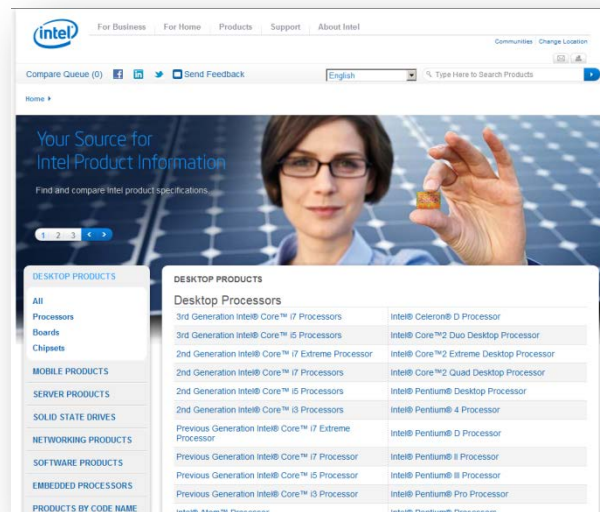 intel
For Business
For Home
Products
Support
About Intel
Communities
Change Location
Compare Queue (0)
Send Feedback
English
Type Here to Search Products
Home
Your Source for
Intel Product Information
Find and compare Intel product specifications.
1 2 3 < >
DESKTOP PRODUCTS
All
Processors
Boards
Chipsets
MOBILE PRODUCTS
SERVER PRODUCTS
SOLID STATE DRIVES
NETWORKING PRODUCTS
SOFTWARE PRODUCTS
EMBEDDED PROCESSORS
PRODUCTS BY CODE NAME
DESKTOP PRODUCTS
Desktop Processors
3rd Generation Intel® Core™ i7 Processors
Intel® Celeron® D Processor
3rd Generation Intel® Core™ i5 Processors
Intel® Core™2 Duo Desktop Processor
2nd Generation Intel® Core™ i7 Extreme Processor
Intel® Core™2 Extreme Desktop Processor
2nd Generation Intel® Core™ i7 Processors
Intel® Core™2 Quad Desktop Processor
2nd Generation Intel® Core™ i5 Processors
Intel® Pentium® Desktop Processor
2nd Generation Intel® Core™ i3 Processors
Intel® Pentium® 4 Processor
Previous Generation Intel® Core™ i7 Extreme
Processor
Intel® Pentium® D Processor
Previous Generation Intel® Core™ i7 Processor
Intel® Pentium® II Processor
Previous Generation Intel® Core™ i5 Processor
Intel® Pentium® III Processor
Previous Generation Intel® Core™ i3 Processor
Intel® Pentium® Pro Processor
Intel® Atom™ Processor
Intel® Pentium® Processors